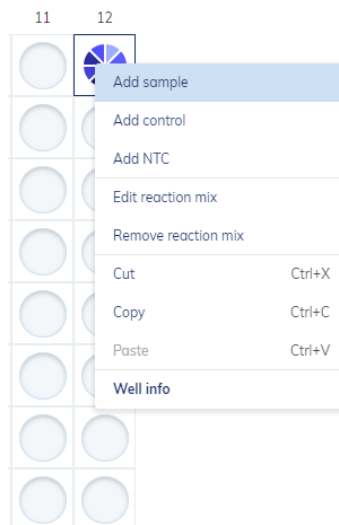 11 12
Add sample
Add control
Add NTC
Edit reaction mix
Remove reaction mix
Cut Ctrl+X
Copy Ctrl+C
Paste Ctrl+V
Well info